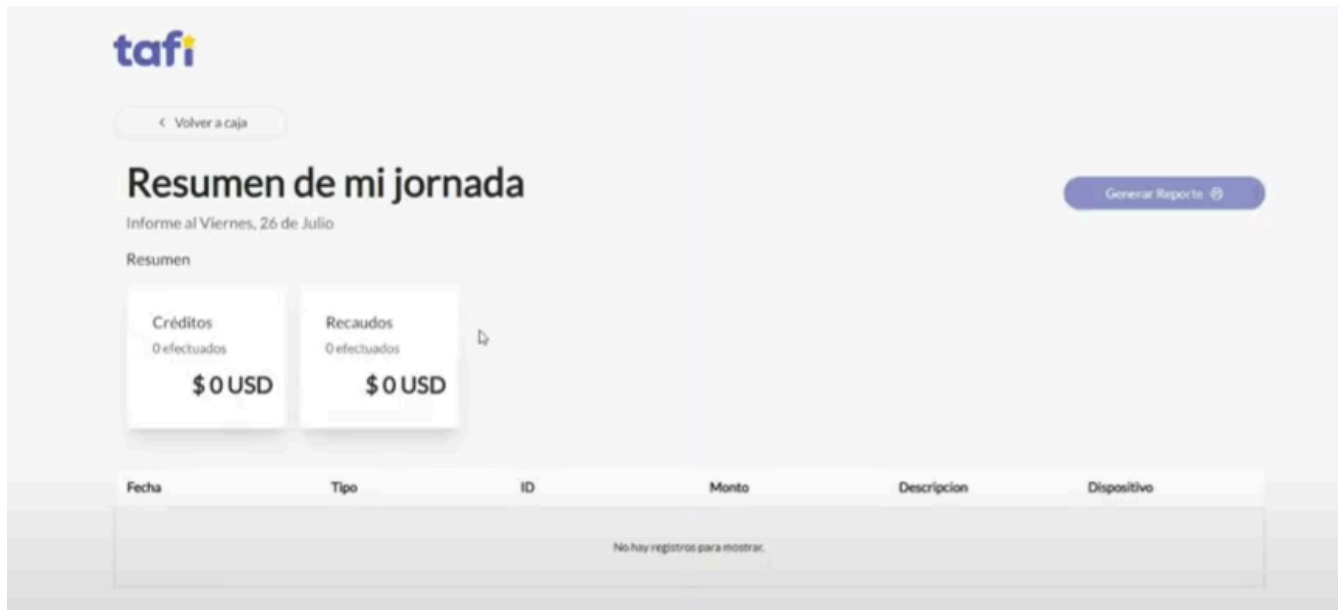 tafi
< Volver a caja
Resumen de mi jornada
Generar Reporte
Informe al Viernes, 26 de Julio
Resumen
Créditos Recaudos
0 efectuados 0 efectuados
$ 0 USD $ 0 USD
Fecha Tipo ID Monto Descripcion Dispositivo
No hay registros para mostrar.